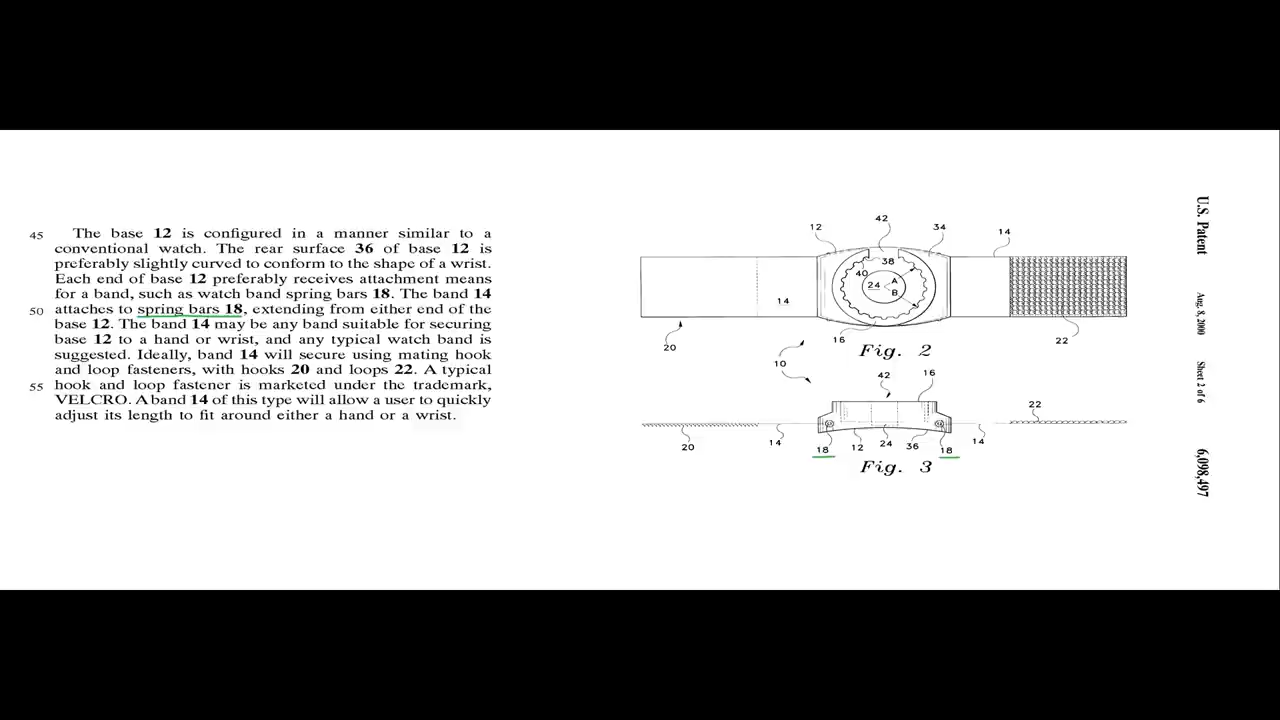 45 The base 12 is configured in a manner similar to a
conventional watch. The rear surface 36 of base 12 is
preferably slightly curved to conform to the shape of a wrist.
Each end of base 12 preferably receives attachment means
for a band, such as watch band spring bars 18. The band 14
50 attaches to spring bars 18, extending from either end of the
base 12. The band 14 may be any band suitable for securing
base 12 to a hand or wrist, and any typical watch band is
suggested. Ideally, band 14 will secure using mating hook
and loop fasteners, with hooks 20 and loops 22. A typical
55 hook and loop fastener is marketed under the trademark,
VELCRO. A band 14 of this type will allow a user to quickly
adjust its length to fit around either a hand or a wrist.
42
12 34
14
38
40
24 A
B
14
20
16
22
Fig. 2
10
42
16
22
20
14
18
12
24
36
18
14
Fig. 3
U.S. Patent
Aug. 8, 2000
Sheet 2 of 6
6,098,497